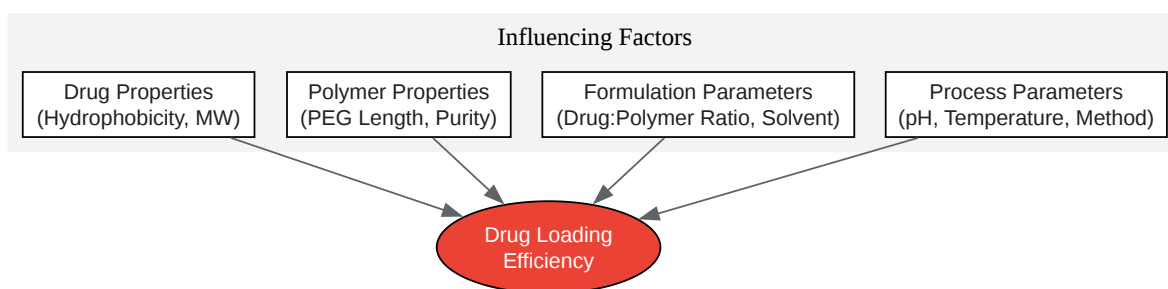 Influencing Factors
Drug Properties
(Hydrophobicity, MW)
Polymer Properties
(PEG Length, Purity)
Formulation Parameters
(Drug:Polymer Ratio, Solvent)
Process Parameters
(pH, Temperature, Method)
Drug Loading
Efficiency